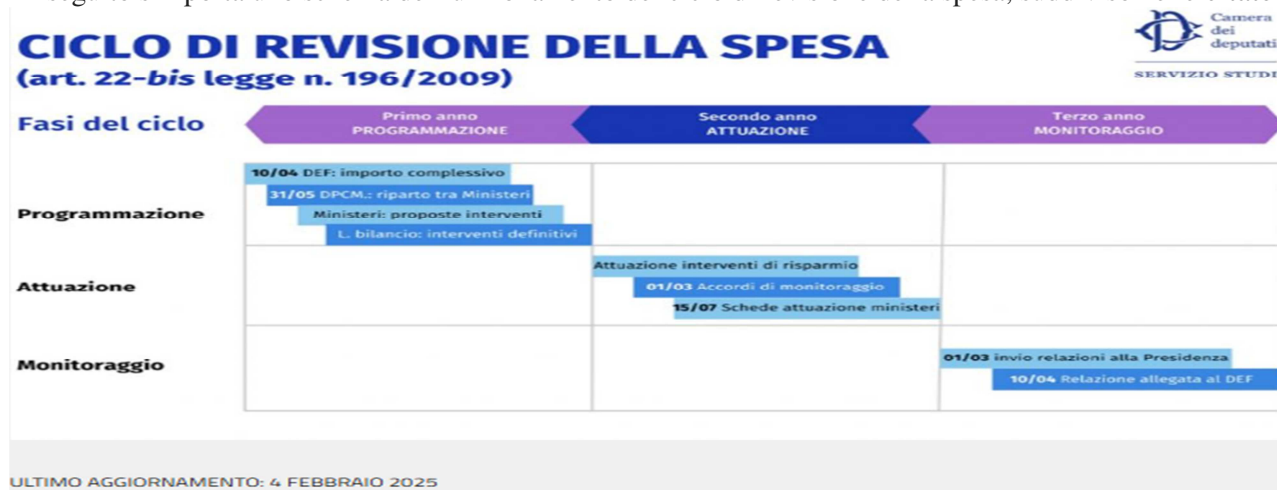 CICLO DI REVISIONE DELLA SPESA
(art. 22-bis legge n. 196/2009)
Camera
dei
deputati
SERVIZIO STUDI
Fasi del ciclo
Primo anno
PROGRAMMAZIONE
Secondo anno
ATTUAZIONE
Terzo anno
MONITORAGGIO
Programmazione
10/04 DEF: importo complessivo
31/05 DPCM.: riparto tra Ministeri
Ministeri: proposte interventi
L. bilancio: interventi definitivi
Attuazione
Attuazione interventi di risparmio
01/03 Accordi di monitoraggio
15/07 Schede attuazione ministeri
Monitoraggio
01/03 invio relazioni alla Presidenza
10/04 Relazione allegata al DEF
ULTIMO AGGIORNAMENTO: 4 FEBBRAIO 2025